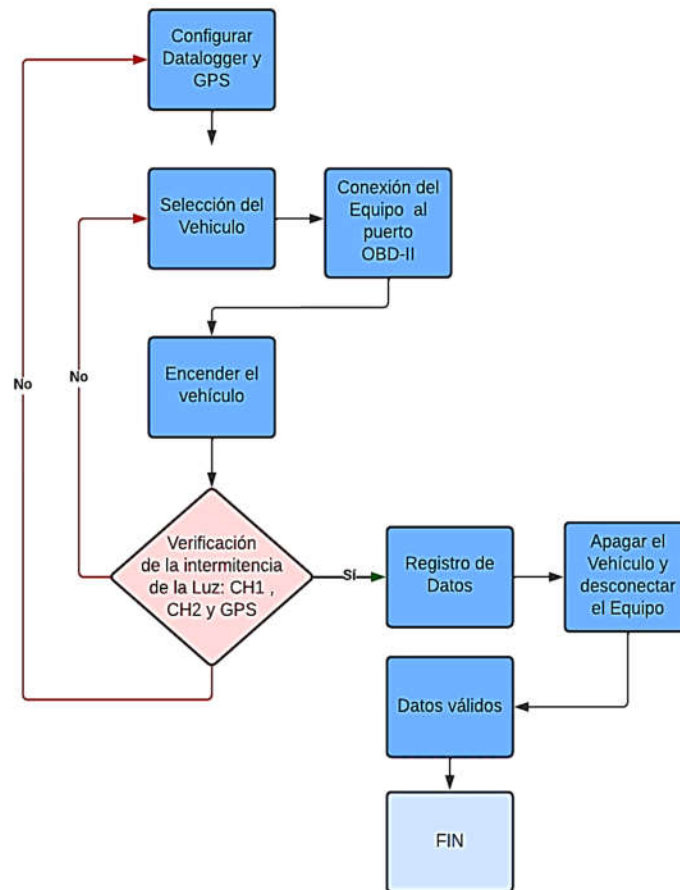 Configurar
Datalogger y
GPS
Selección del
Vehiculo
Conexión del
Equipo al
puerto
OBD-II
Encender el
vehículo
No
No
Verificación
de la intermitencia
de la Luz: CH1 ,
CH2 y GPS
Sí
Registro de
Datos
Apagar el
Vehículo y
desconectar
el Equipo
Datos válidos
FIN